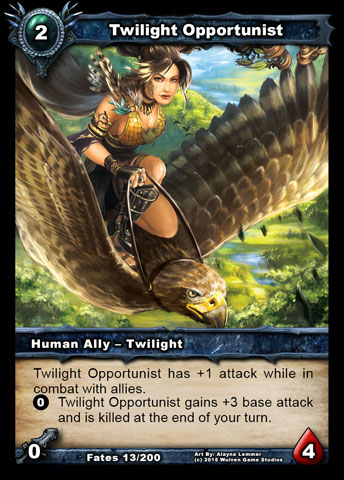 2
Twilight Opportunist
Human Ally – Twilight
Twilight Opportunist has +1 attack while in
combat with allies.
0 Twilight Opportunist gains +3 base attack
and is killed at the end of your turn.
0
Fates 13/200
Art By: Alayna Lemmer
(c) 2015 Wulven Game Studios
4